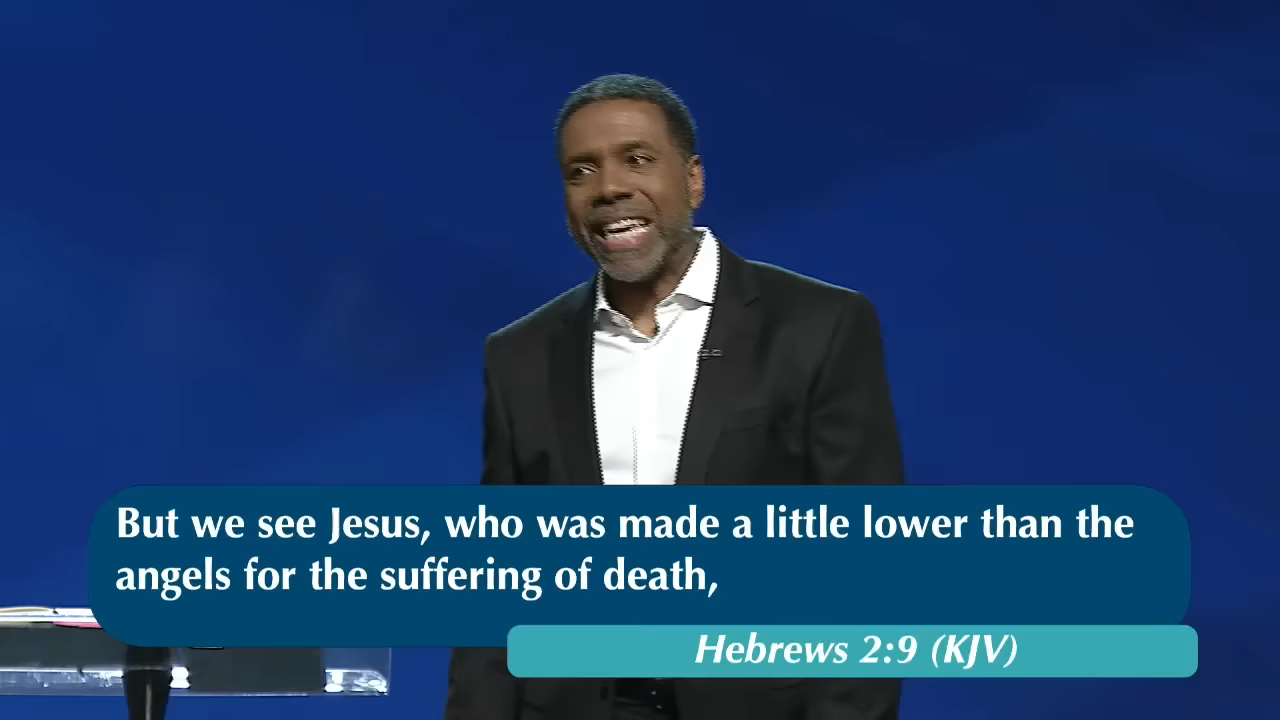 But we see Jesus, who was made a little lower than the
angels for the suffering of death,
Hebrews 2:9 (KJV)